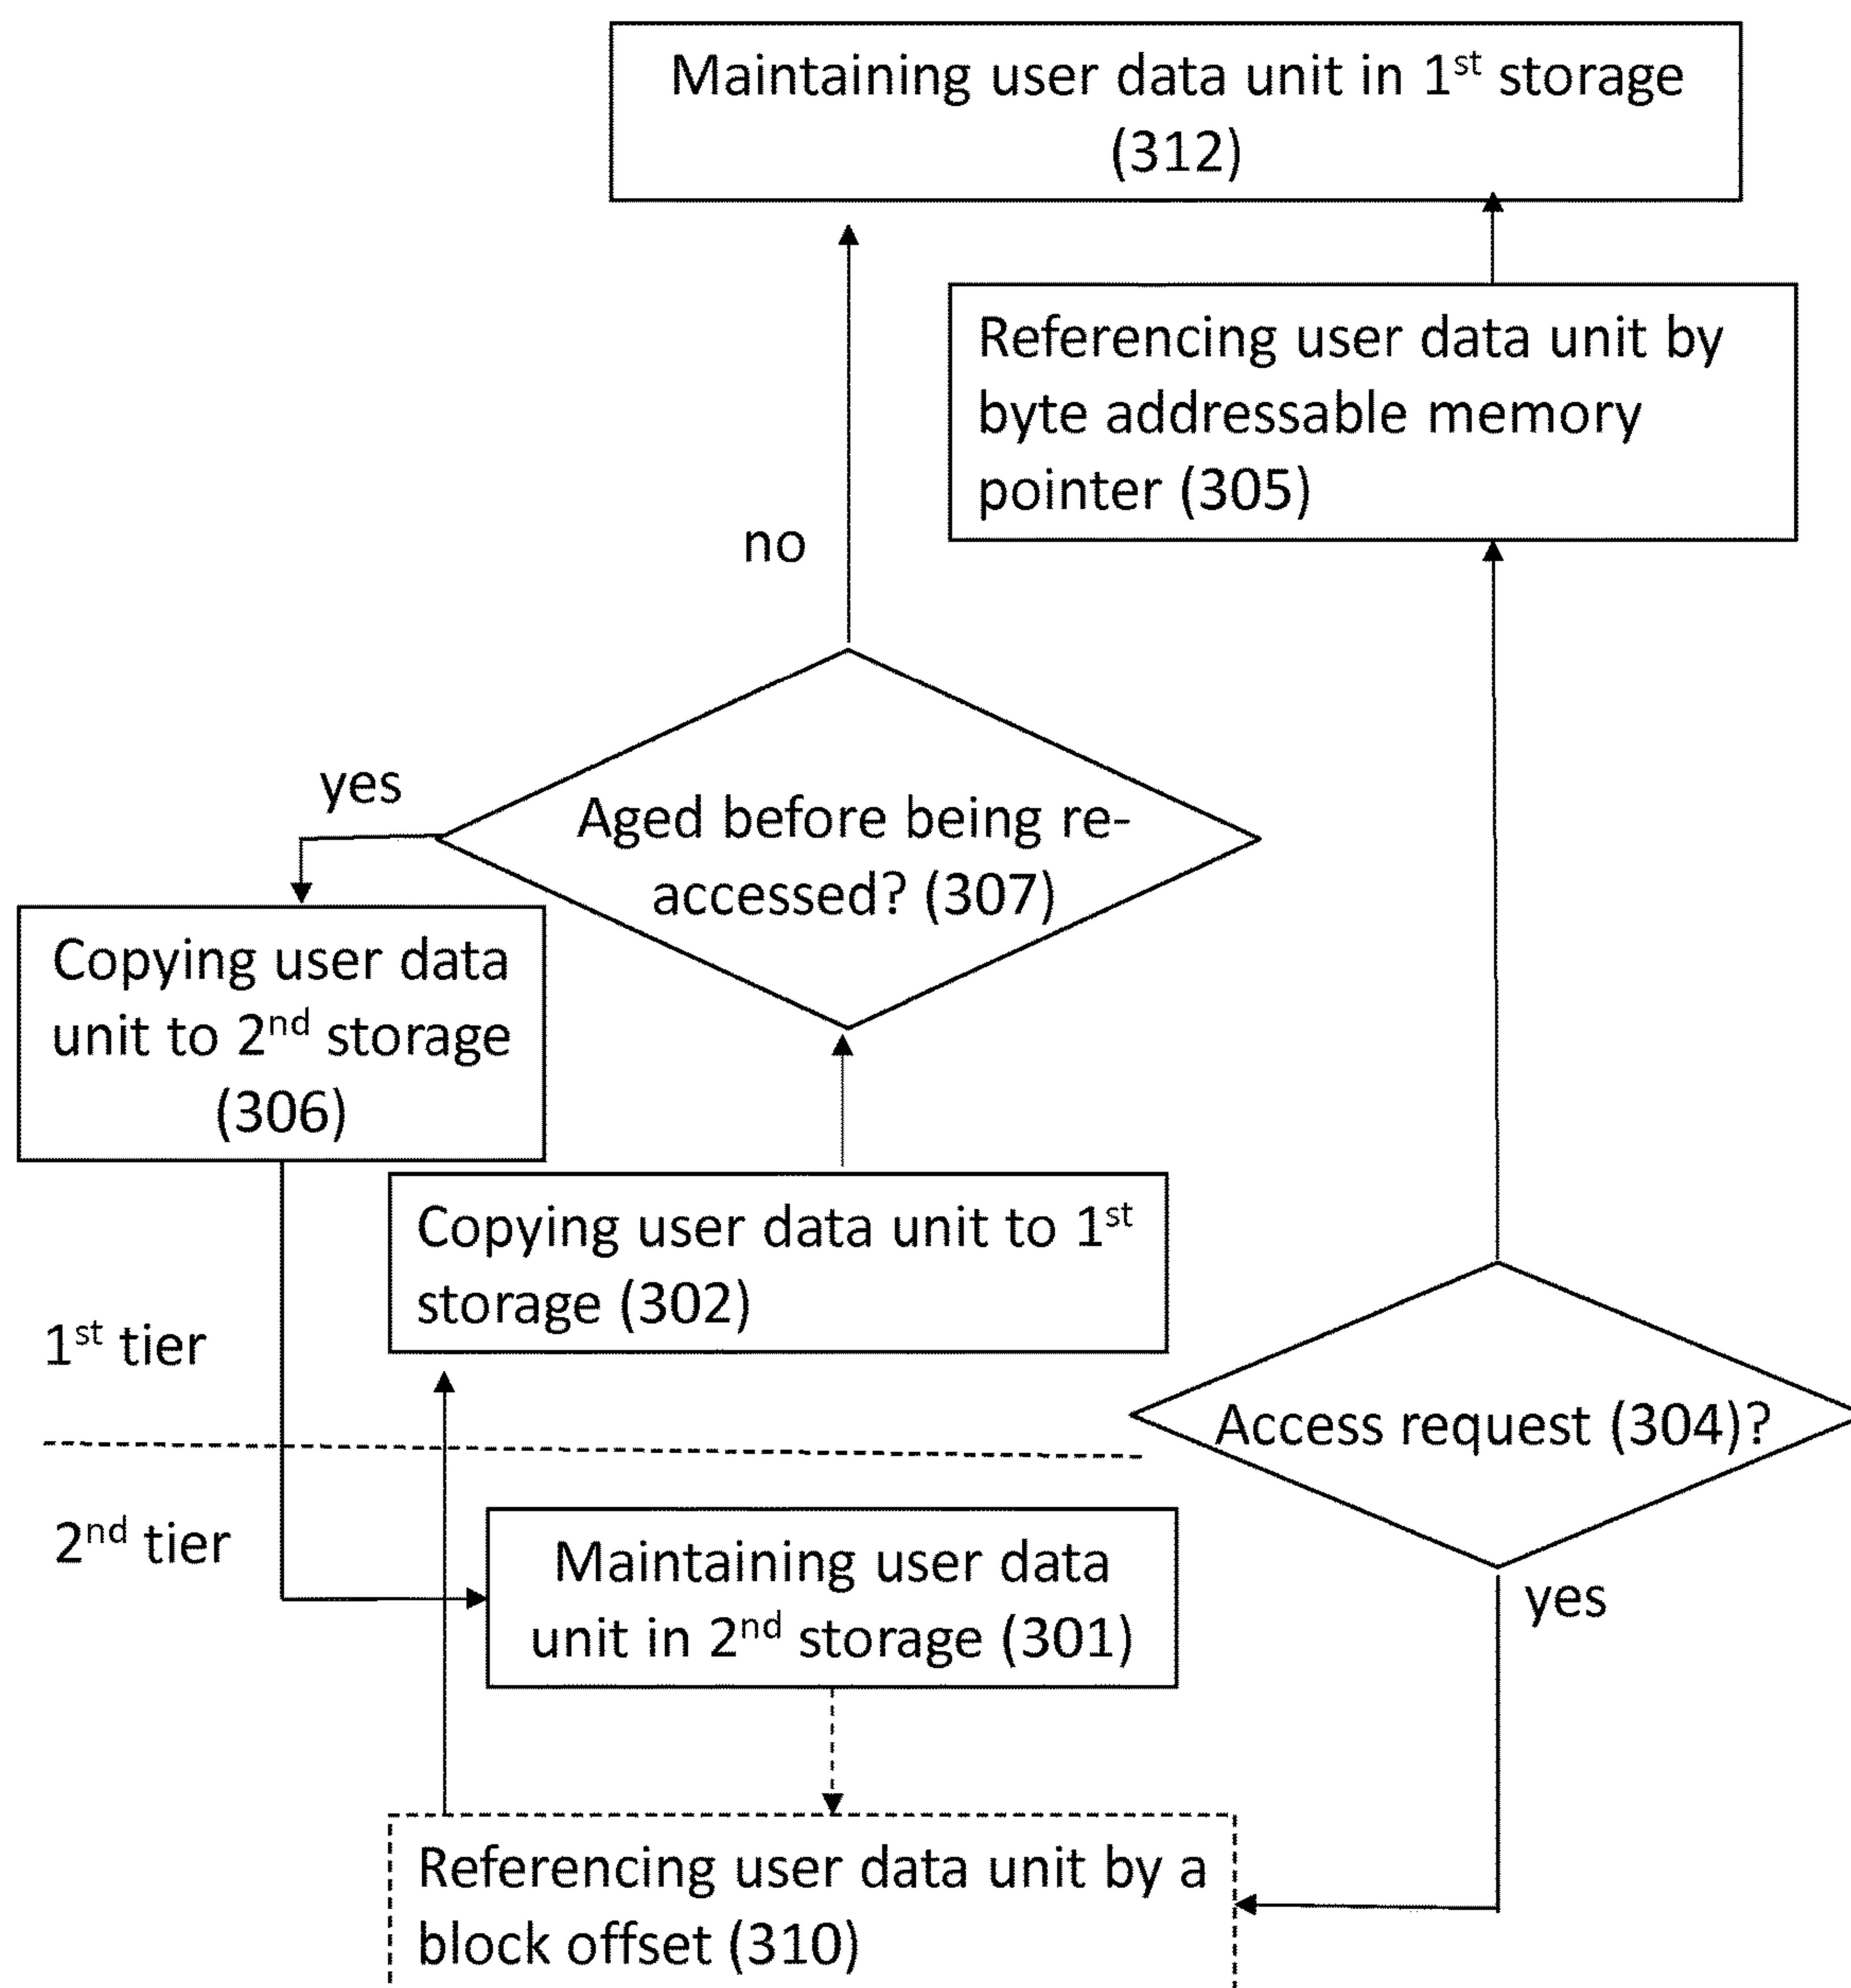 Maintaining user data unit in 1st storage
(312)
Referencing user data unit by
byte addressable memory
pointer (305)
no
yes
Aged before being re-
accessed? (307)
Copying user data
unit to 2nd storage
(306)
Copying user data unit to 1st
storage (302)
1st tier
Access request (304)?
2nd tier
Maintaining user data
unit in 2nd storage (301)
yes
Referencing user data unit by a
block offset (310)